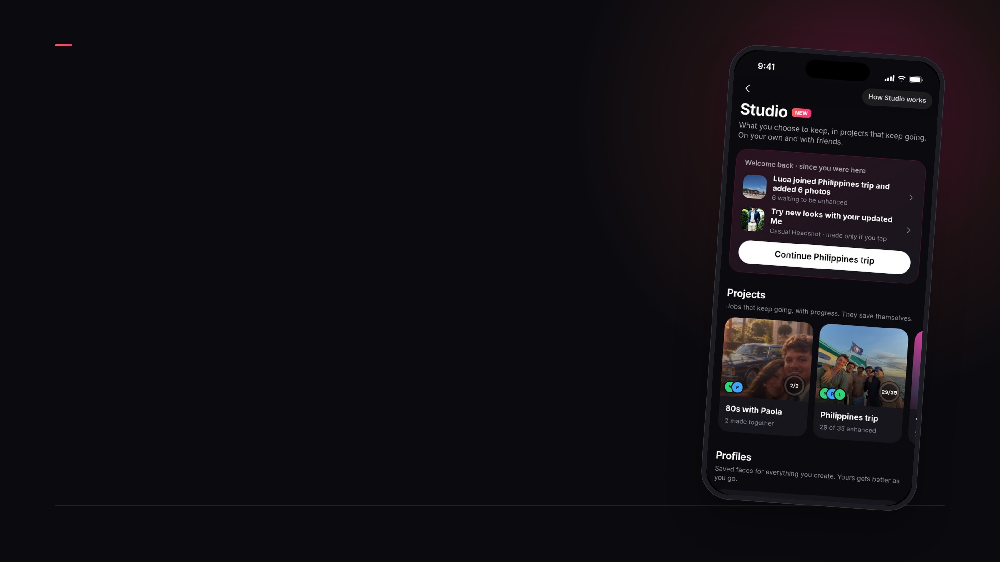 9:41
How Studio works
Studio NEW
What you choose to keep, in projects that keep going.
On your own and with friends.
Welcome back · since you were here
Luca joined Philippines trip and
added 6 photos
6 waiting to be enhanced
Try new looks with your updated
Me
Casual Headshot · made only if you tap
Continue Philippines trip
Projects
Jobs that keep going, with progress. They save themselves.
Y P
2/2
Y P L
29/35
80s with Paola
2 made together
Philippines trip
29 of 35 enhanced
Profiles
Saved faces for everything you create. Yours gets better as
you go.